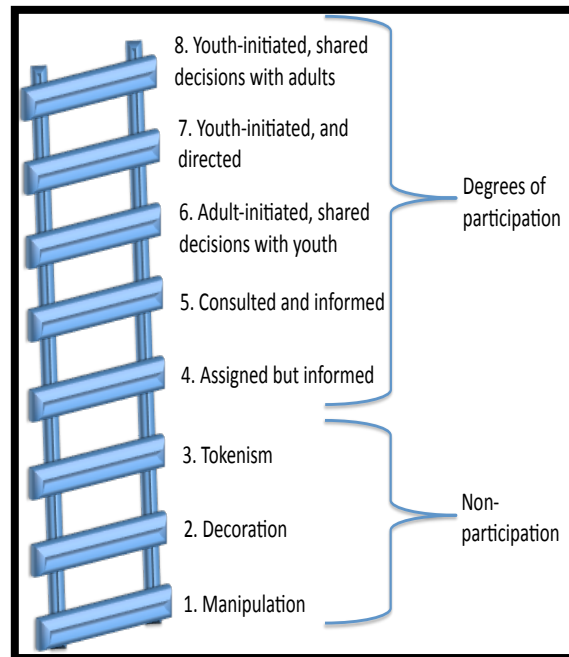 8. Youth-initiated, shared
decisions with adults
7. Youth-initiated, and
directed
6. Adult-initiated, shared
decisions with youth
5. Consulted and informed
4. Assigned but informed
Degrees of
participation
3. Tokenism
2. Decoration
1. Manipulation
Non-
participation